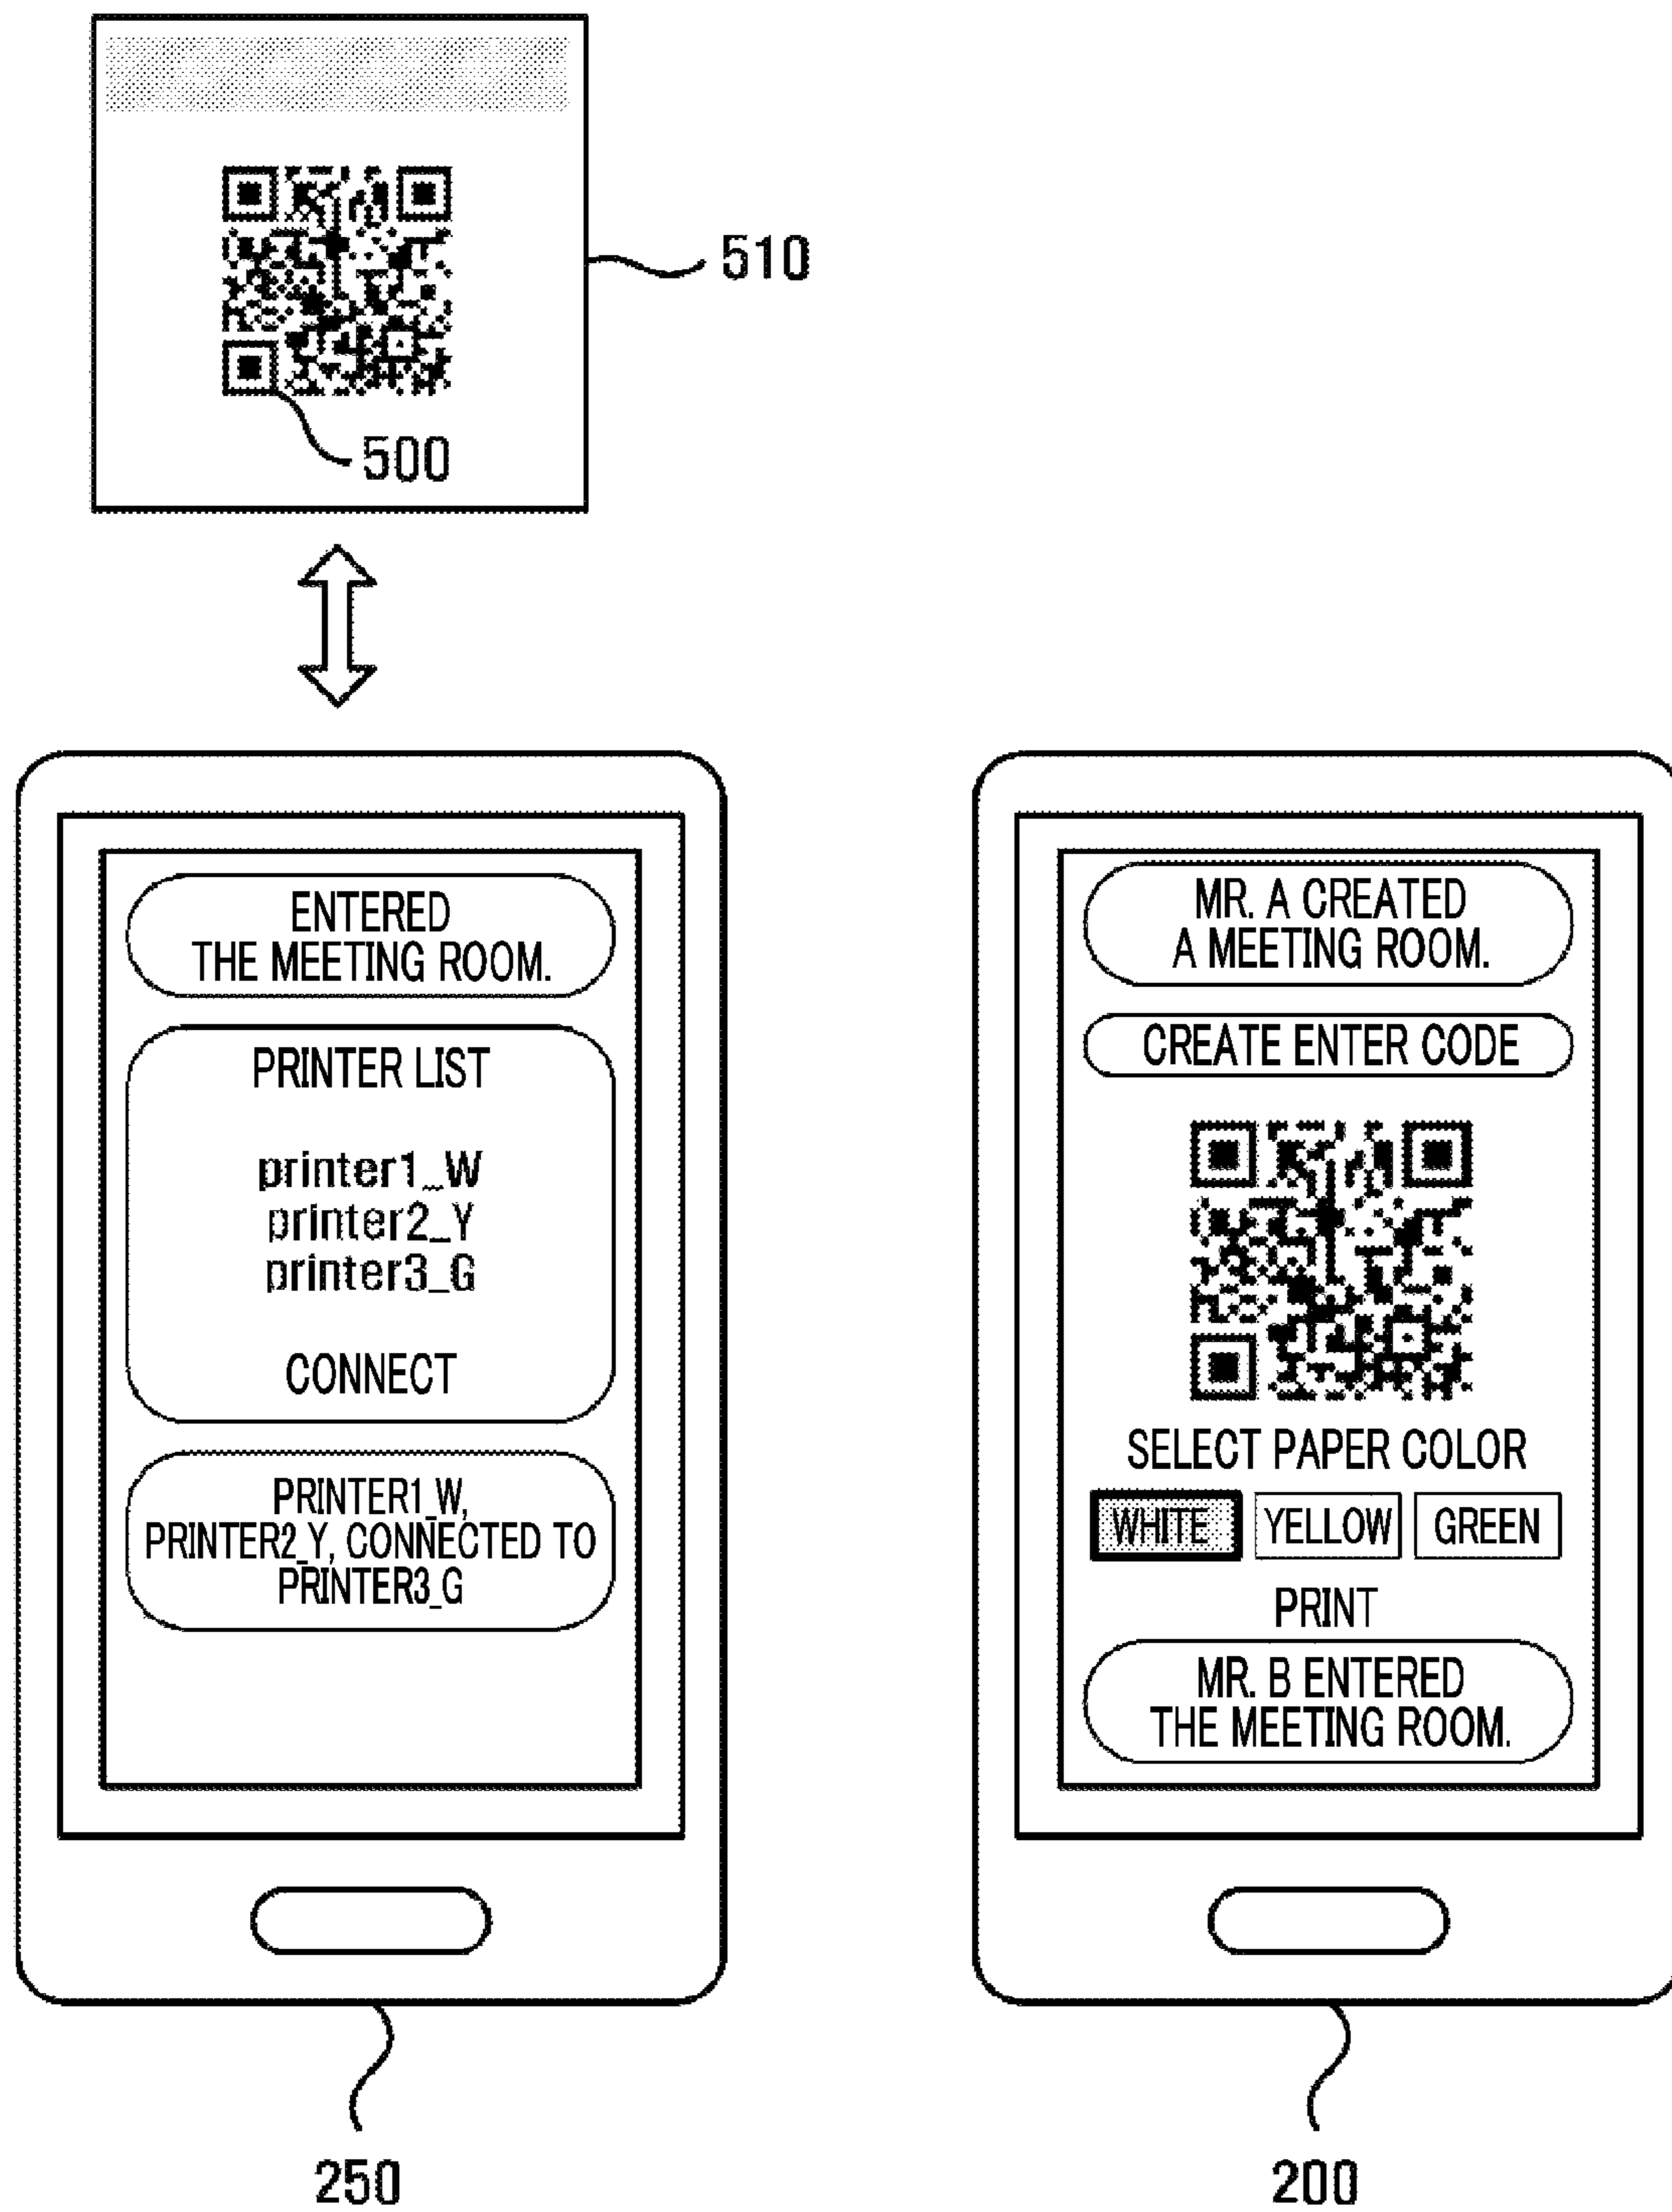 510
500
ENTERED
THE MEETING ROOM.
PRINTER LIST
printer1_W
printer2_Y
printer3_G
CONNECT
PRINTER1_W,
PRINTER2_Y, CONNECTED TO
PRINTER3_G
250
MR. A CREATED
A MEETING ROOM.
CREATE ENTER CODE
SELECT PAPER COLOR
WHITE YELLOW GREEN
PRINT
MR. B ENTERED
THE MEETING ROOM.
200